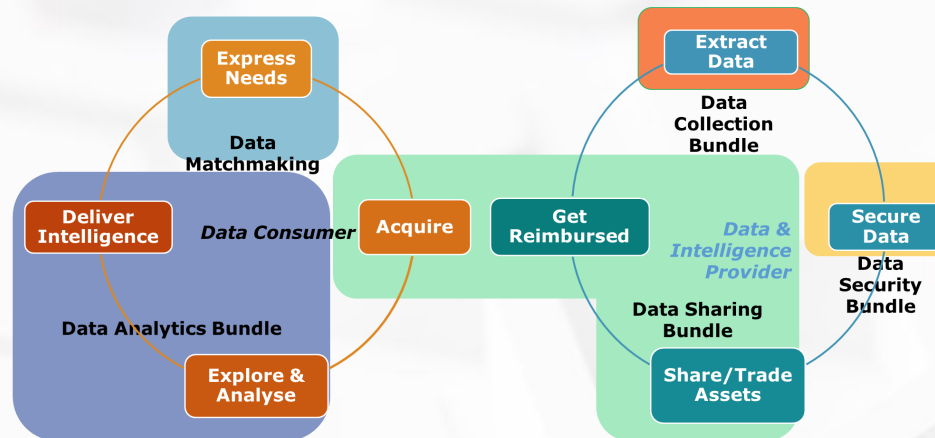 Express
Needs
Data
Matchmaking
Deliver
Intelligence
Data Consumer
Acquire
Data Analytics Bundle
Explore &
Analyse
Extract
Data
Data
Collection
Bundle
Get
Reimbursed
Data &
Intelligence
Provider
Secure
Data
Data
Security
Bundle
Data Sharing
Bundle
Share/Trade
Assets